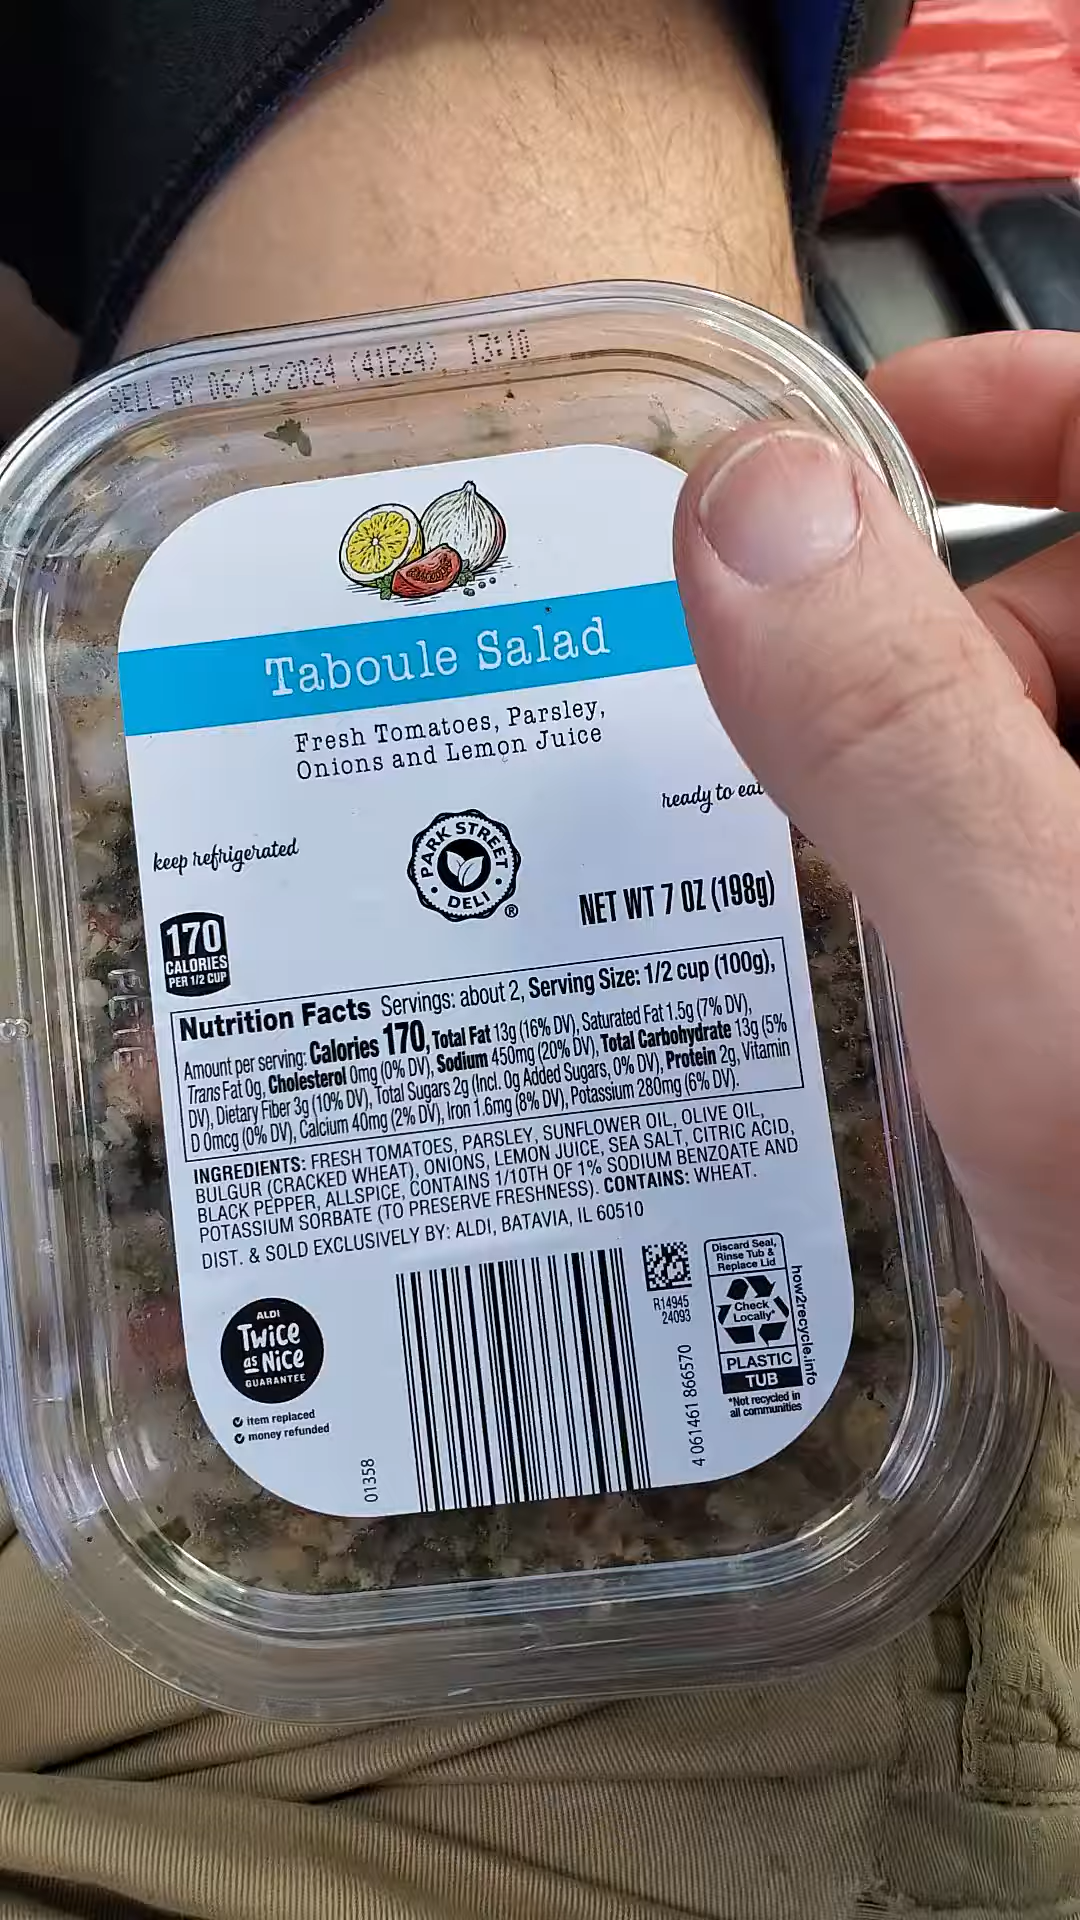 SELL BY 06/13/2024 (41E24) 13:10
Taboule Salad
Fresh Tomatoes, Parsley,
Onions and Lemon Juice
ready to eat
keep refrigerated
PARK STREET
DELI
®
NET WT 7 OZ (198g)
170
CALORIES
PER 1/2 CUP
Nutrition Facts Servings: about 2, Serving Size: 1/2 cup (100g),
Amount per serving: Calories 170, Total Fat 13g (16% DV), Saturated Fat 1.5g (7% DV),
Trans Fat 0g, Cholesterol 0mg (0% DV), Sodium 450mg (20% DV), Total Carbohydrate 13g (5%
DV), Dietary Fiber 3g (10% DV), Total Sugars 2g (Incl. 0g Added Sugars, 0% DV), Protein 2g, Vitamin
D 0mcg (0% DV), Calcium 40mg (2% DV), Iron 1.6mg (8% DV), Potassium 280mg (6% DV).
INGREDIENTS: FRESH TOMATOES, PARSLEY, SUNFLOWER OIL, OLIVE OIL,
BULGUR (CRACKED WHEAT), ONIONS, LEMON JUICE, SEA SALT, CITRIC ACID,
BLACK PEPPER, ALLSPICE, CONTAINS 1/10TH OF 1% SODIUM BENZOATE AND
POTASSIUM SORBATE (TO PRESERVE FRESHNESS). CONTAINS: WHEAT.
DIST. & SOLD EXCLUSIVELY BY: ALDI, BATAVIA, IL 60510
ALDI
Twice
as Nice
GUARANTEE
item replaced
money refunded
01358
R14945
24093
4 061461 866570
Discard Seal,
Rinse Tub &
Replace Lid
Check
Locally*
PLASTIC
TUB
*Not recycled in
all communities
how2recycle.info